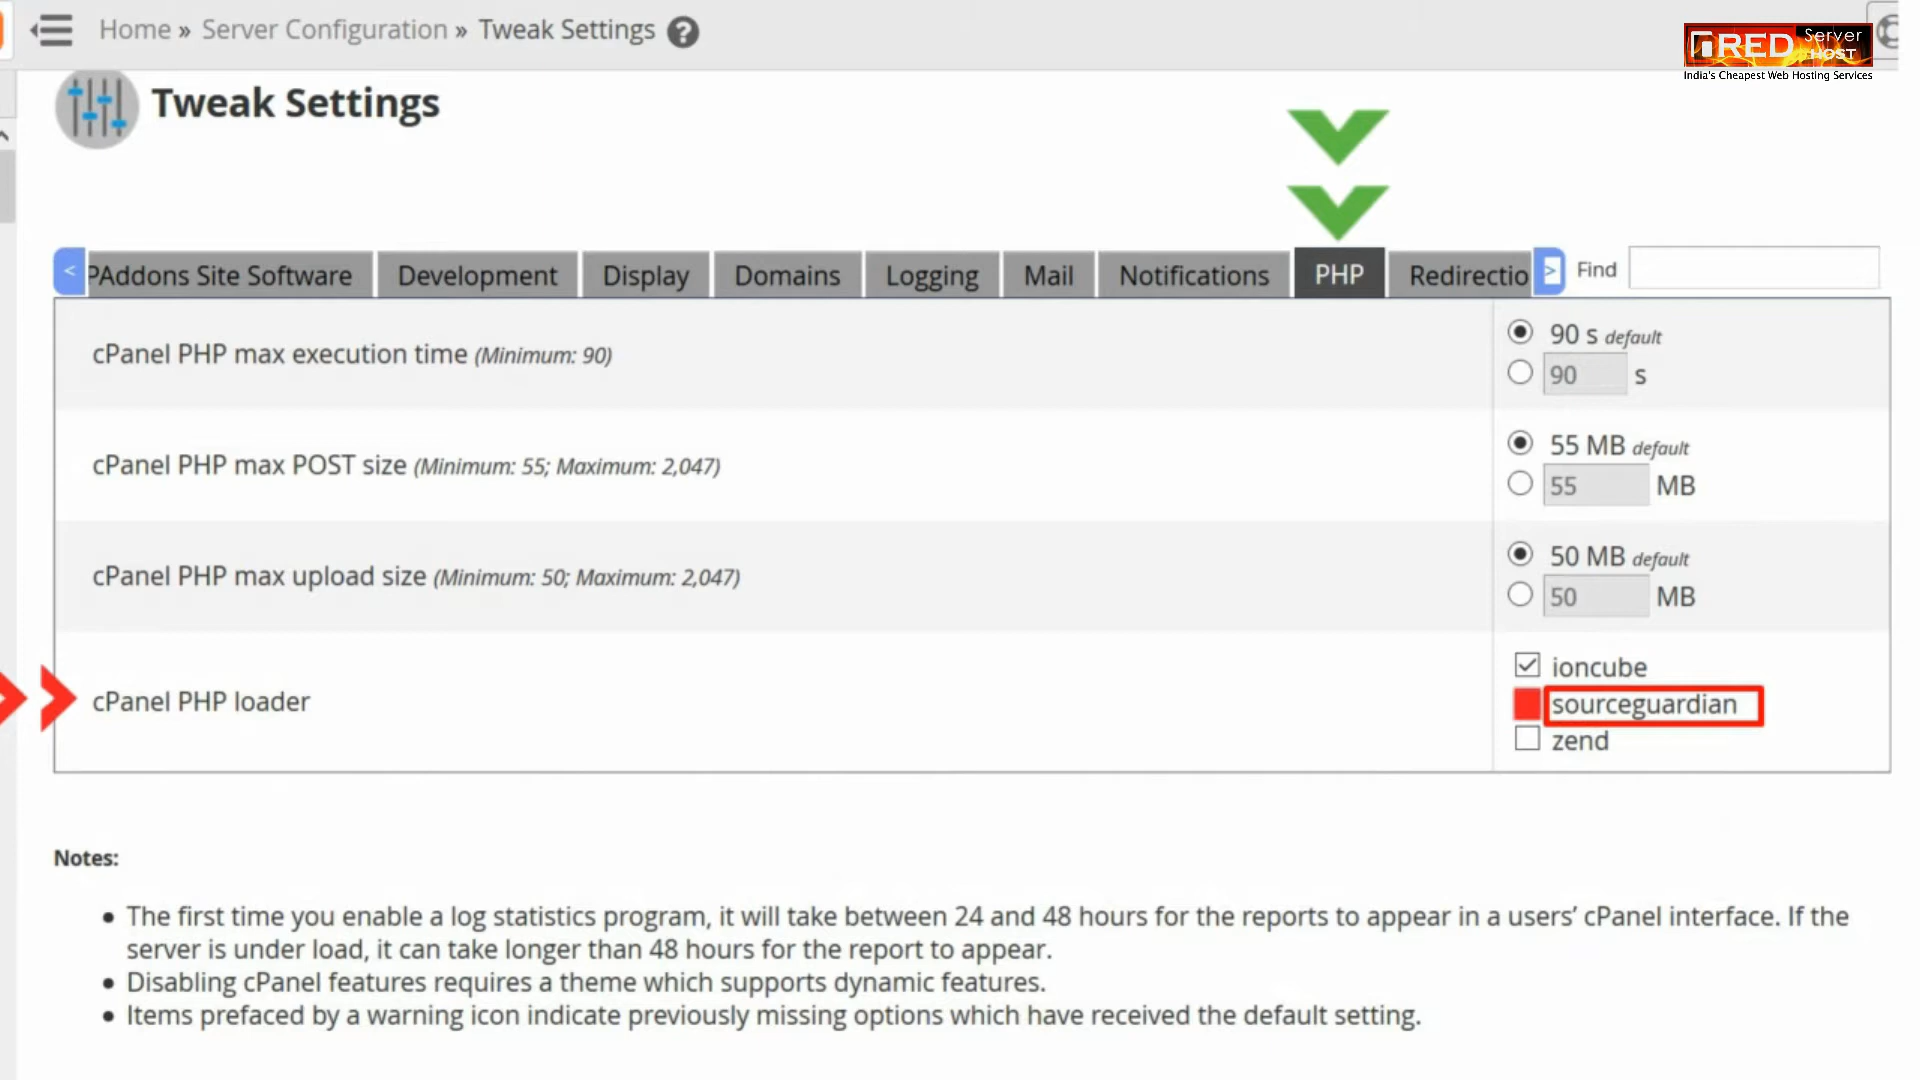 Home » Server Configuration » Tweak Settings ?
RED Server HOST
India's Cheapest Web Hosting Services
Tweak Settings
< PAddons Site Software Development Display Domains Logging Mail Notifications PHP Redirectio > Find
cPanel PHP max execution time (Minimum: 90)
90 s default
90 s
cPanel PHP max POST size (Minimum: 55; Maximum: 2,047)
55 MB default
55 MB
cPanel PHP max upload size (Minimum: 50; Maximum: 2,047)
50 MB default
50 MB
cPanel PHP loader
ioncube
sourceguardian
zend
Notes:
• The first time you enable a log statistics program, it will take between 24 and 48 hours for the reports to appear in a users’ cPanel interface. If the
server is under load, it can take longer than 48 hours for the report to appear.
• Disabling cPanel features requires a theme which supports dynamic features.
• Items prefaced by a warning icon indicate previously missing options which have received the default setting.